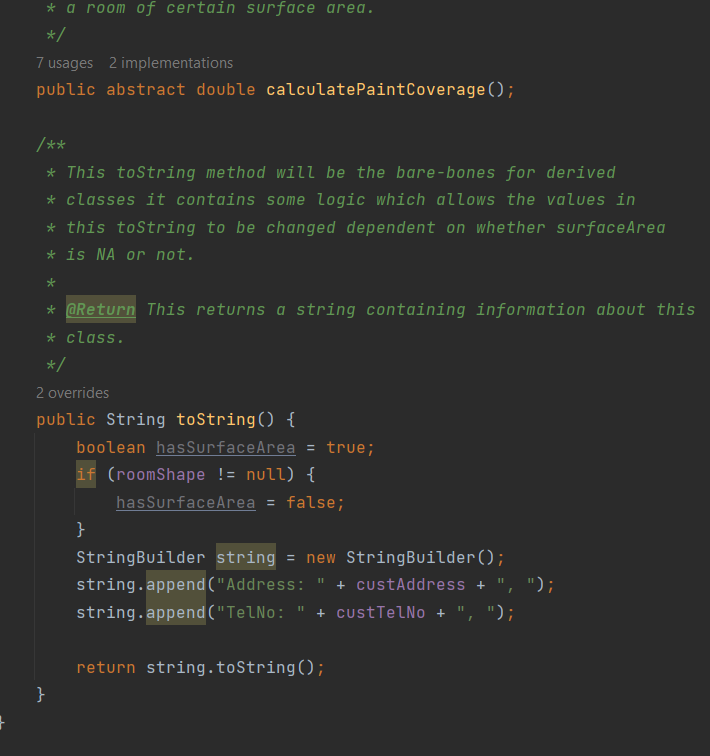 * a room of certain surface area.
*/
7 usages   2 implementations
public abstract double calculatePaintCoverage();
/**
* This toString method will be the bare-bones for derived
* classes it contains some logic which allows the values in
* this toString to be changed dependent on whether surfaceArea
* is NA or not.
*
* @Return This returns a string containing information about this
* class.
*/
2 overrides
public String toString() {
boolean hasSurfaceArea = true;
if (roomShape != null) {
hasSurfaceArea = false;
}
StringBuilder string = new StringBuilder();
string.append("Address: " + custAddress + ", ");
string.append("TelNo: " + custTelNo + ", ");
return string.toString();
}
}